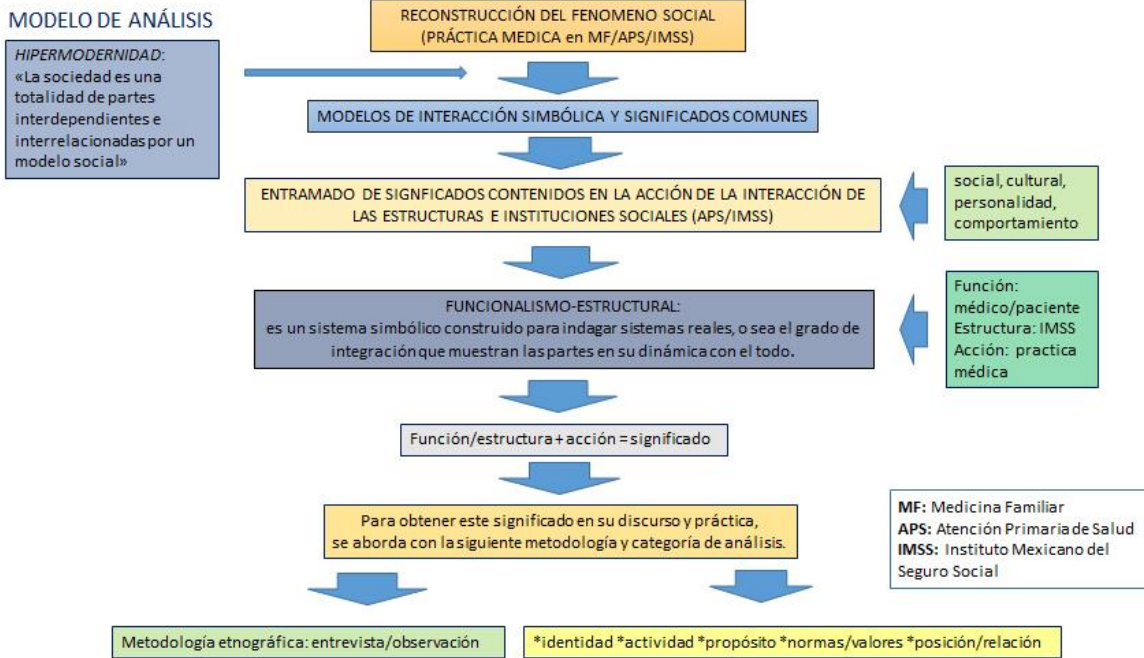 MODELO DE ANÁLISIS
HIPERMODERNIDAD:
«La sociedad es una
totalidad de partes
interdependientes e
interrelacionadas por un
modelo social»
RECONSTRUCCIÓN DEL FENOMENO SOCIAL
(PRÁCTICA MEDICA en MF/APS/IMSS)
MODELOS DE INTERACCIÓN SIMBÓLICA Y SIGNIFICADOS COMUNES
ENTRAMADO DE SIGNFICADOS CONTENIDOS EN LA ACCIÓN DE LA INTERACCIÓN DE
LAS ESTRUCTURAS E INSTITUCIONES SOCIALES (APS/IMSS)
social, cultural,
personalidad,
comportamiento
FUNCIONALISMO-ESTRUCTURAL:
es un sistema simbólico construido para indagar sistemas reales, o sea el grado de
integración que muestran las partes en su dinámica con el todo.
Función:
médico/paciente
Estructura: IMSS
Acción: practica
médica
Función/estructura + acción = significado
Para obtener este significado en su discurso y práctica,
se aborda con la siguiente metodología y categoría de análisis.
MF: Medicina Familiar
APS: Atención Primaria de Salud
IMSS: Instituto Mexicano del
Seguro Social
Metodología etnográfica: entrevista/observación
*identidad *actividad *propósito *normas/valores *posición/relación